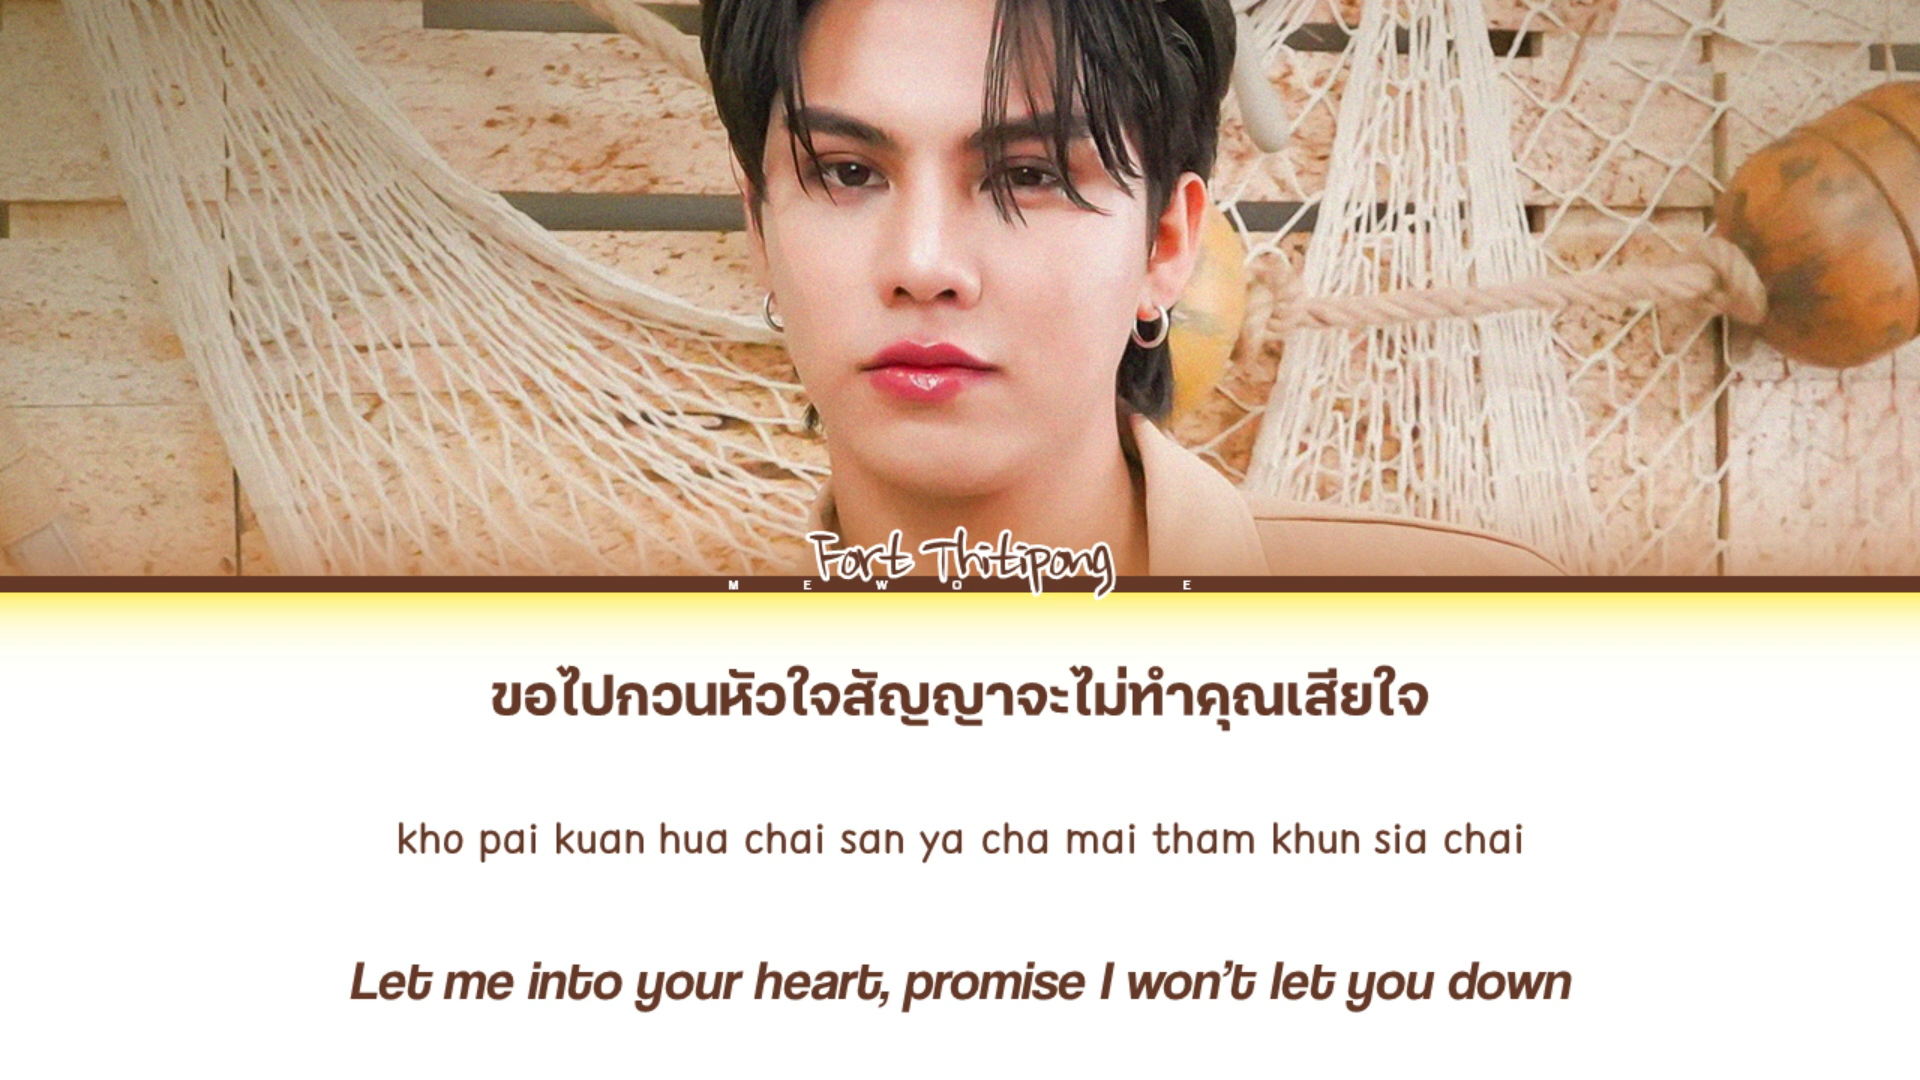 Fort Thitipong
M E W O E
ขอไปกวนหัวใจสัญญาจะไม่ทำคุณเสียใจ
kho pai kuan hua chai san ya cha mai tham khun sia chai
Let me into your heart, promise I won't let you down